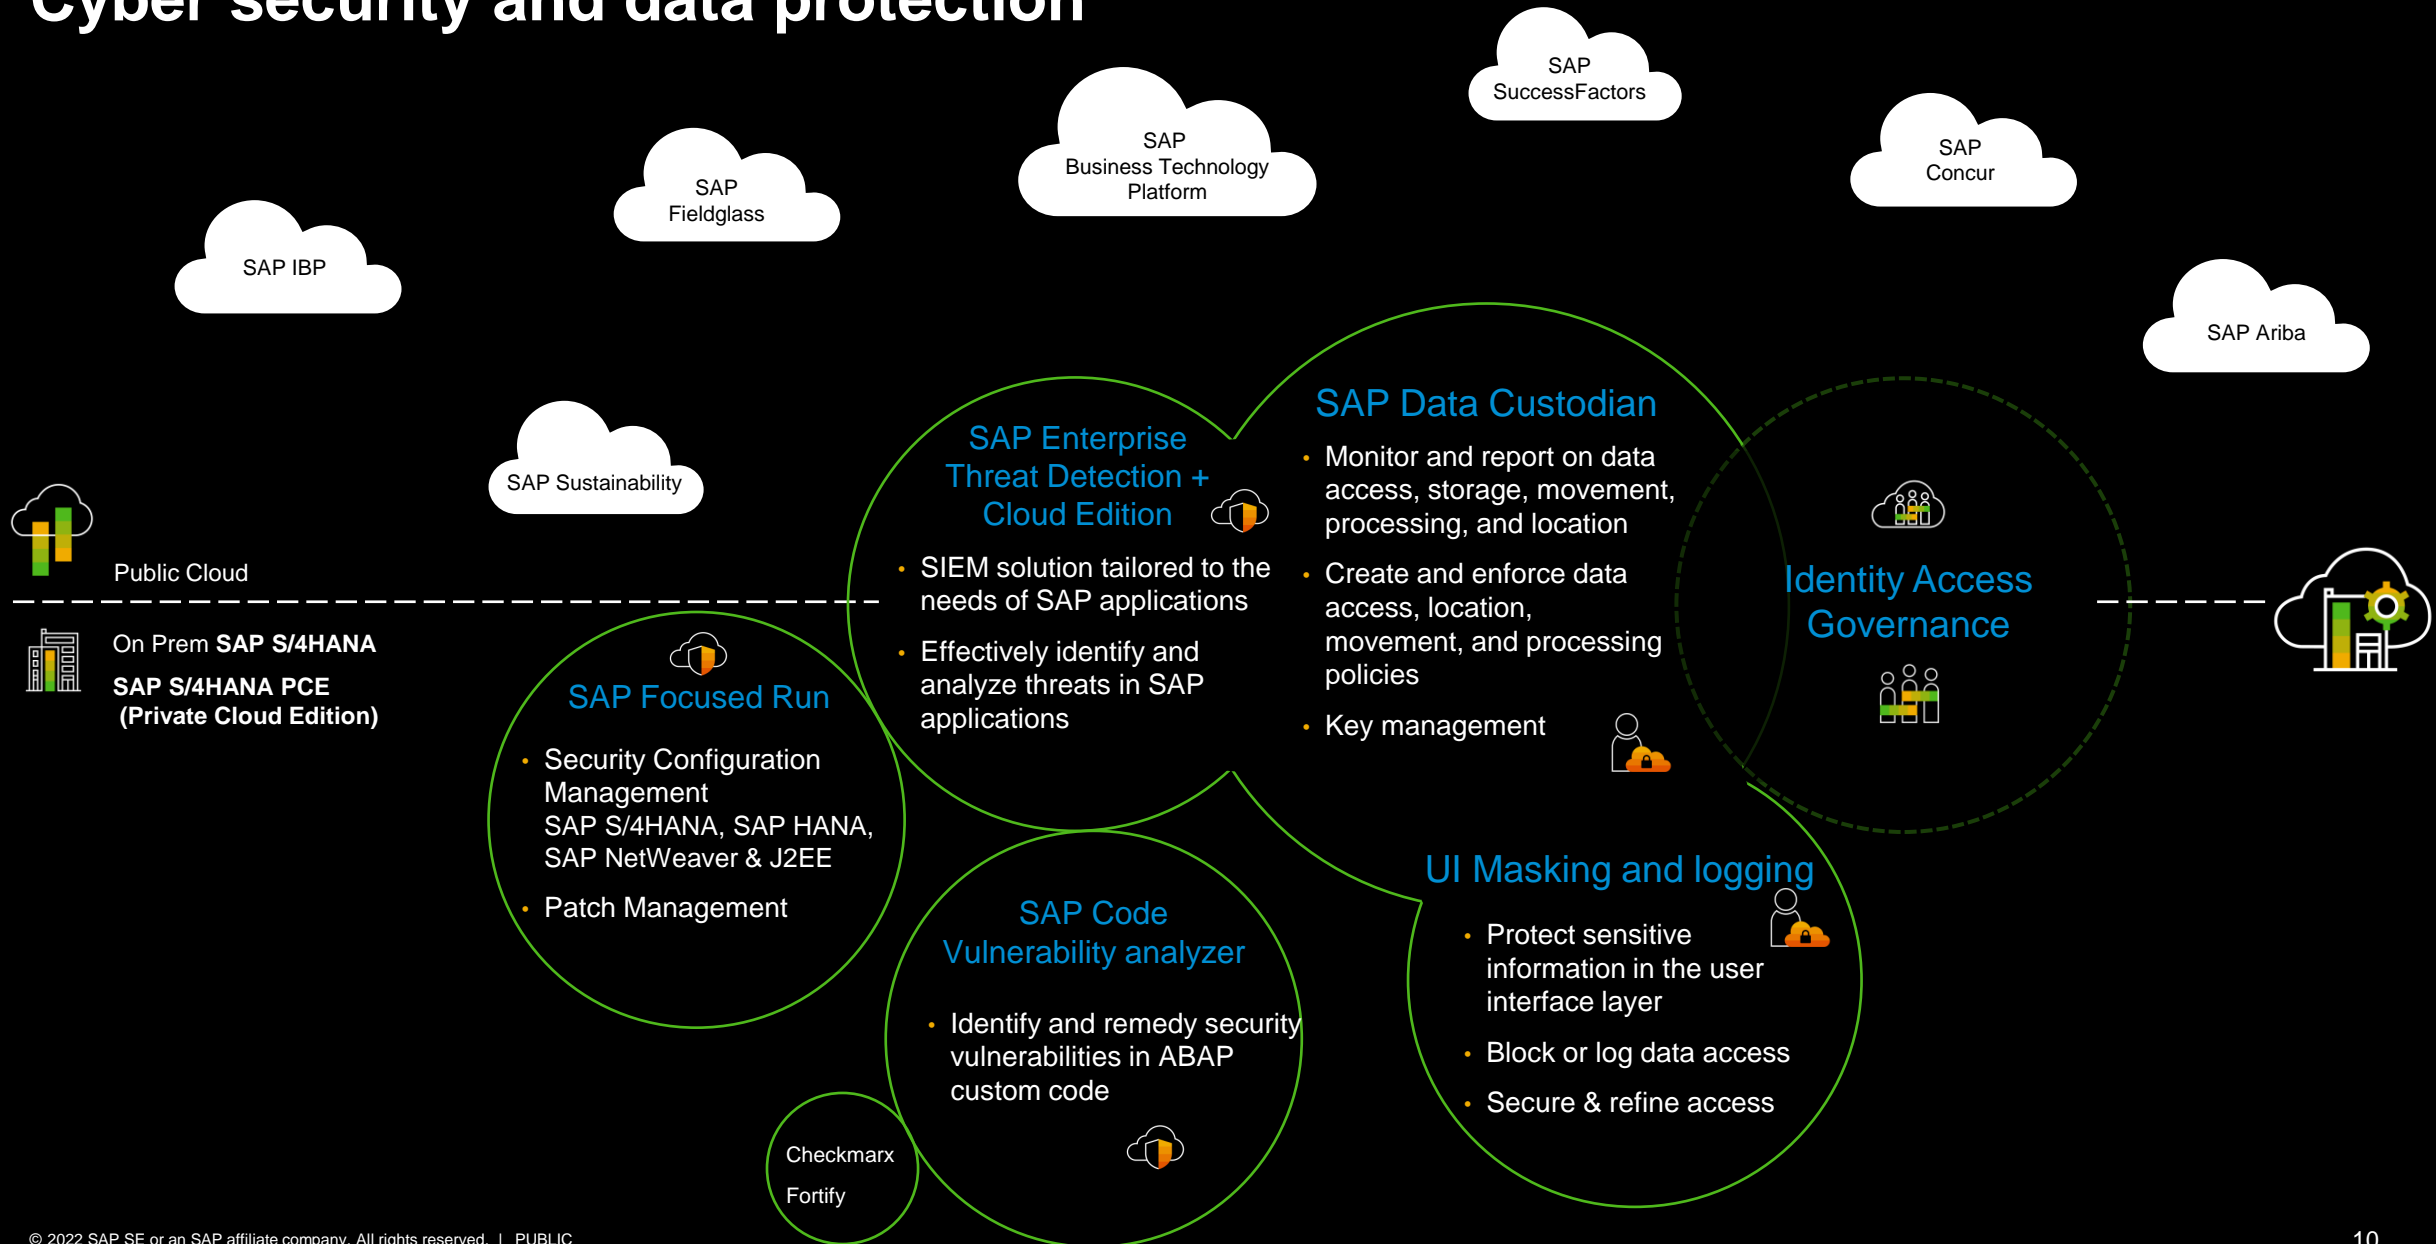 Cyber security and data protection
SAP
SuccessFactors
SAP
Business Technology
Platform
SAP
Concur
SAP
Fieldglass
SAP IBP
SAP Ariba
SAP Sustainability
Public Cloud
On Prem SAP S/4HANA
SAP S/4HANA PCE
(Private Cloud Edition)
SAP Focused Run
• Security Configuration
Management
SAP S/4HANA, SAP HANA,
SAP NetWeaver & J2EE
• Patch Management
SAP Enterprise
Threat Detection +
Cloud Edition
• SIEM solution tailored to the
needs of SAP applications
• Effectively identify and
analyze threats in SAP
applications
SAP Data Custodian
• Monitor and report on data
access, storage, movement,
processing, and location
• Create and enforce data
access, location,
movement, and processing
policies
• Key management
Identity Access
Governance
SAP Code
Vulnerability analyzer
• Identify and remedy security
vulnerabilities in ABAP
custom code
Checkmarx
Fortify
UI Masking and logging
• Protect sensitive
information in the user
interface layer
• Block or log data access
• Secure & refine access
© 2022 SAP SE or an SAP affiliate company. All rights reserved. | PUBLIC
10